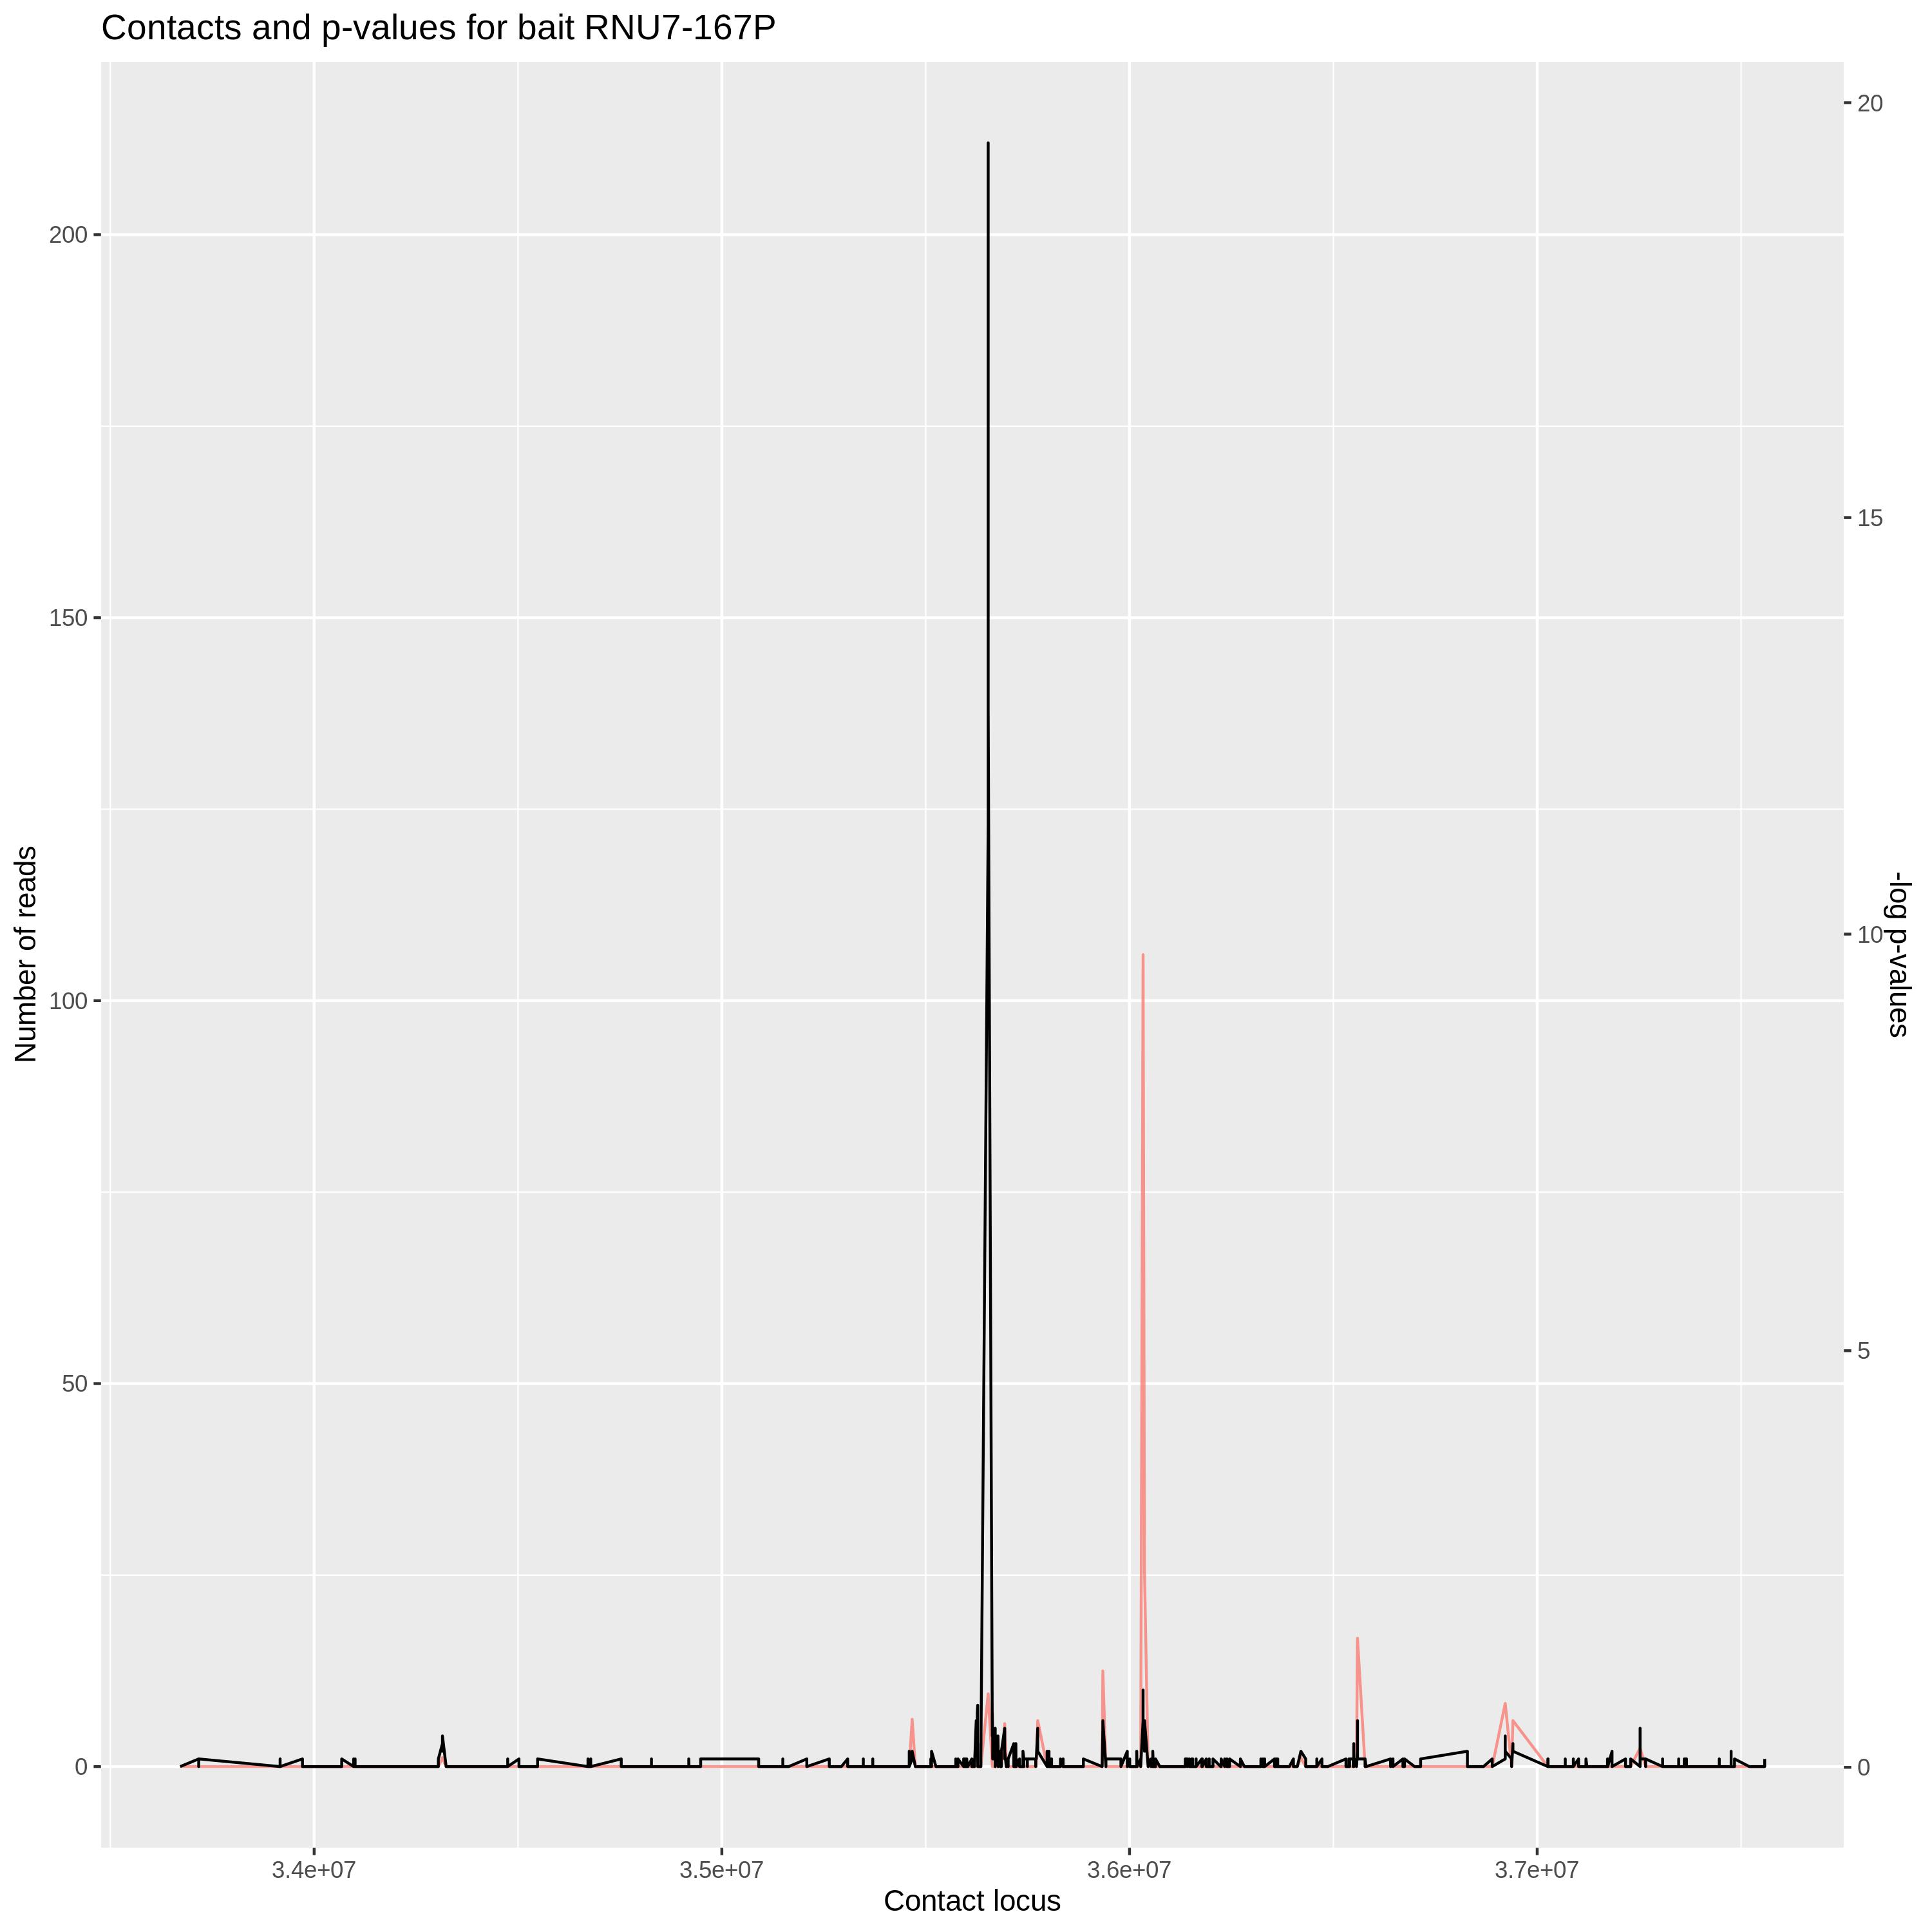 Contacts and p-values for bait RNU7-167P
Number of reads
200
150
100
50
0
20
15
10
5
0
-log p-values
3.4e+07
3.5e+07
3.6e+07
3.7e+07
Contact locus